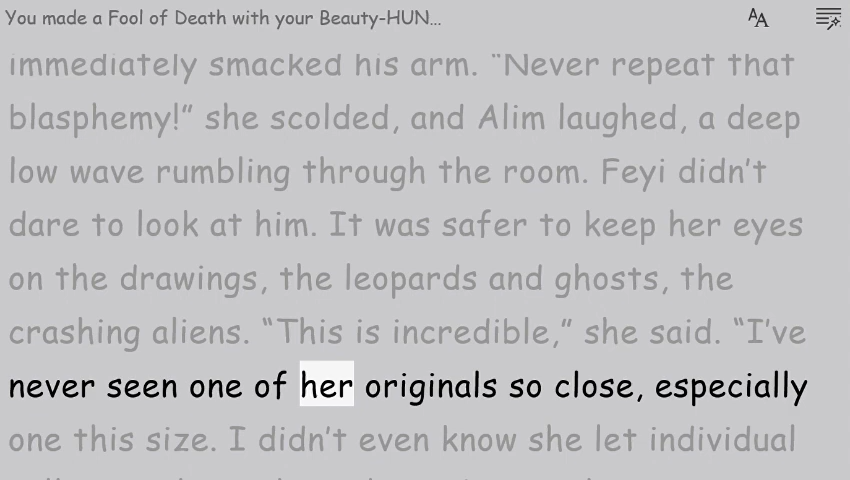 You made a Fool of Death with your Beauty-HUN...
AA
immediately smacked his arm. “Never repeat that
blasphemy!” she scolded, and Alim laughed, a deep
low wave rumbling through the room. Feyi didn’t
dare to look at him. It was safer to keep her eyes
on the drawings, the leopards and ghosts, the
crashing aliens. “This is incredible,” she said. “I’ve
never seen one of her originals so close, especially
one this size. I didn’t even know she let individual